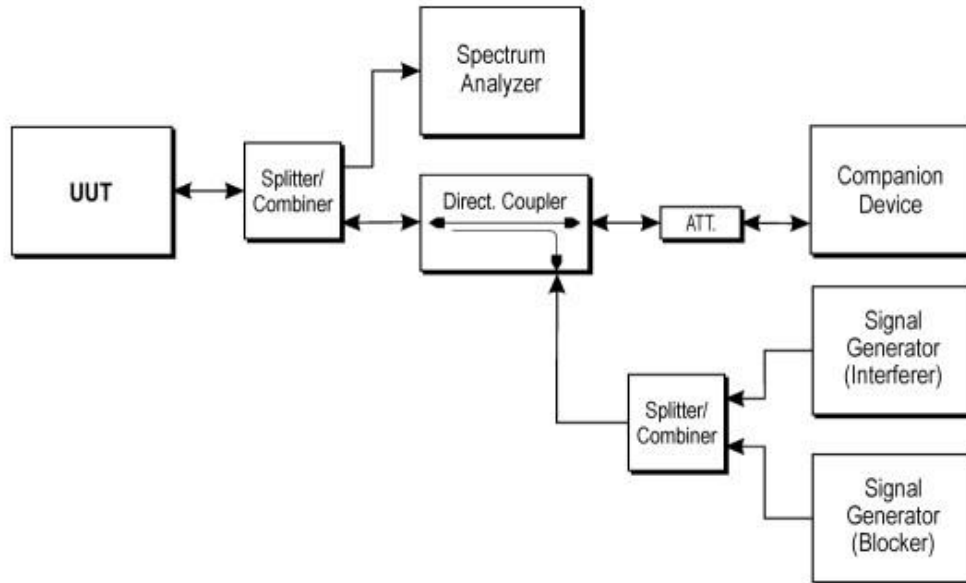 Spectrum
Analyzer
UUT
Splitter/
Combiner
Direct. Coupler
ATT.
Companion
Device
Signal
Generator
(Interferer)
Splitter/
Combiner
Signal
Generator
(Blocker)